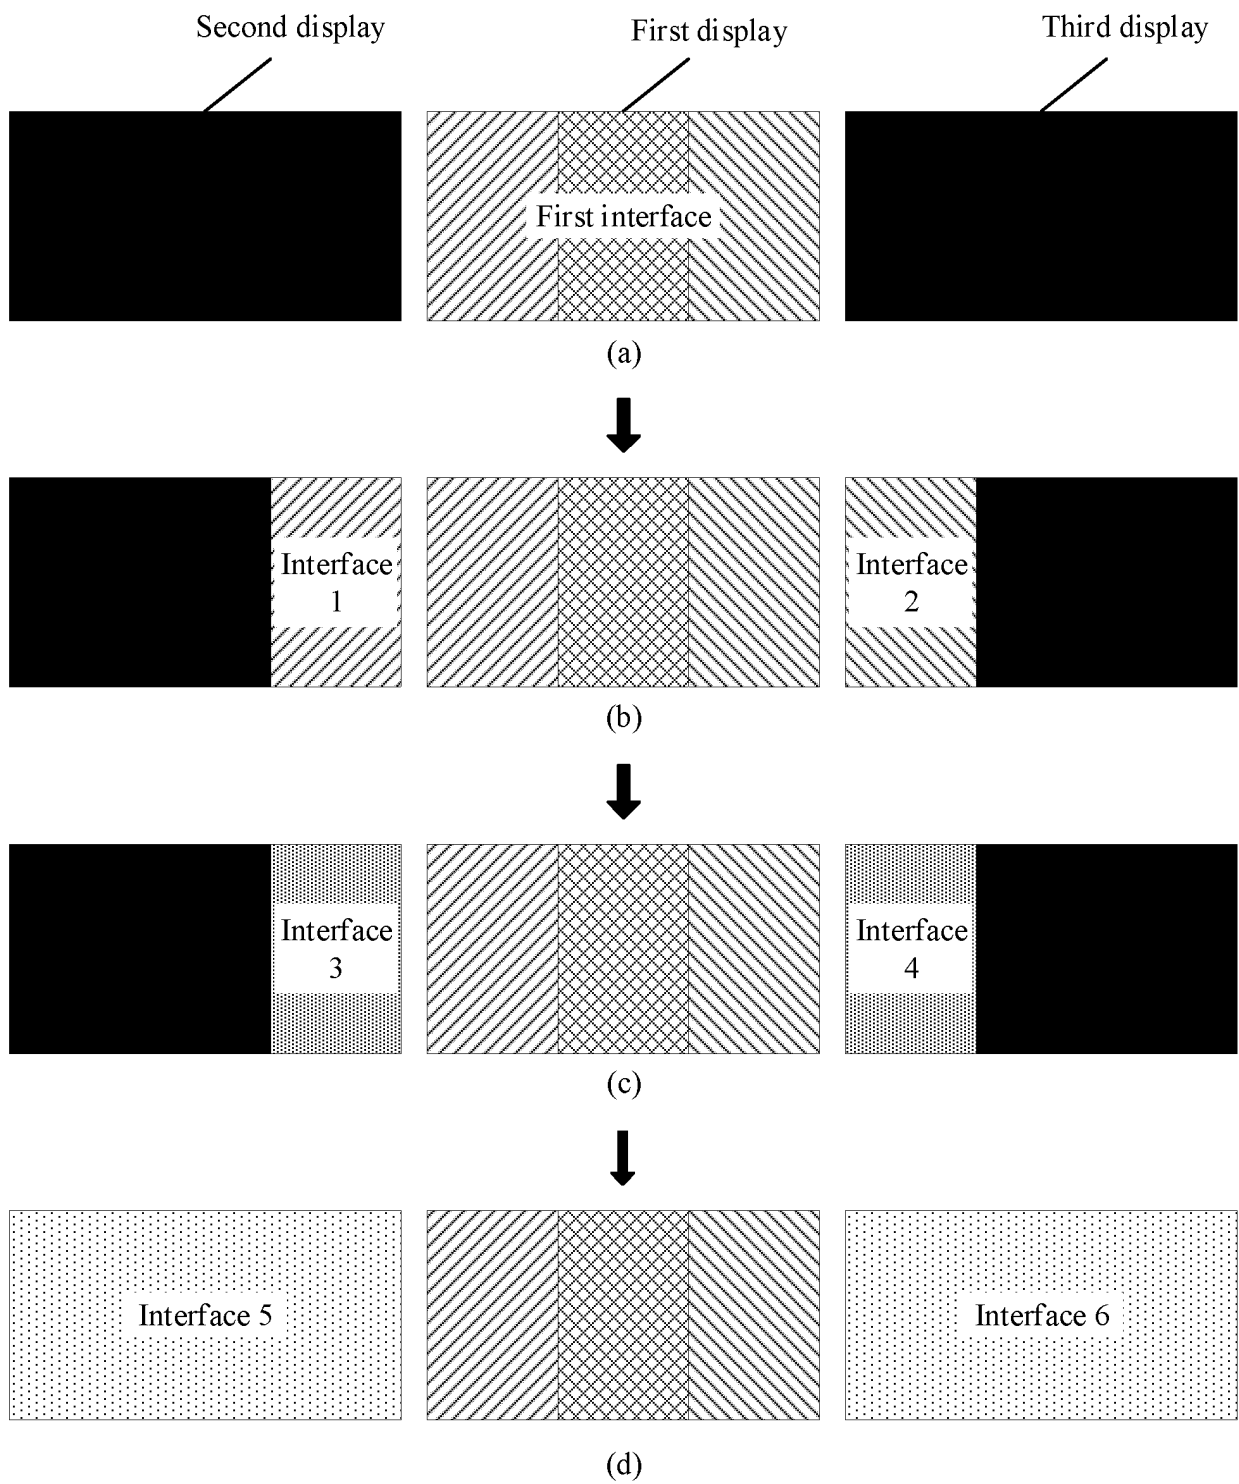 Second display
First display
Third display
First interface
(a)
Interface
1
Interface
2
(b)
Interface
3
Interface
4
(c)
Interface 5
Interface 6
(d)